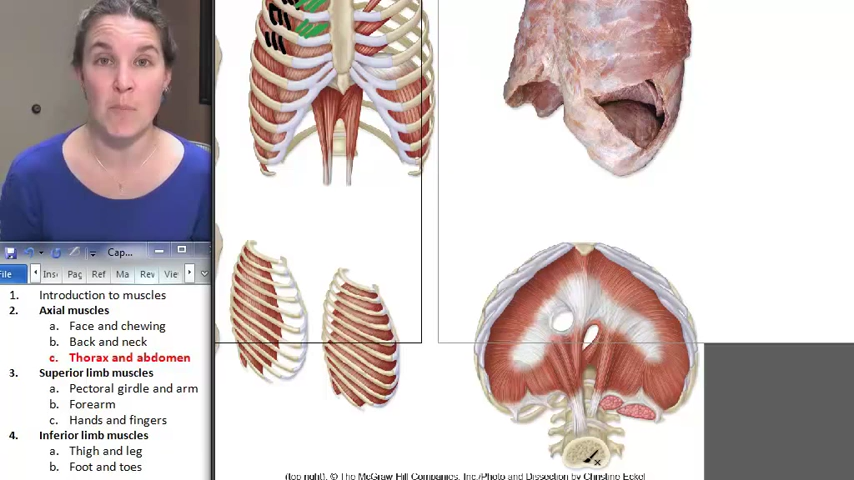 Cap...
File
Ins
Pag
Ref
Ma
Rev
Vie
1. Introduction to muscles
2. Axial muscles
a. Face and chewing
b. Back and neck
c. Thorax and abdomen
3. Superior limb muscles
a. Pectoral girdle and arm
b. Forearm
c. Hands and fingers
4. Inferior limb muscles
a. Thigh and leg
b. Foot and toes
(top right), © The McGraw Hill Companies, Inc./Photo and Dissection by Christine Eckel